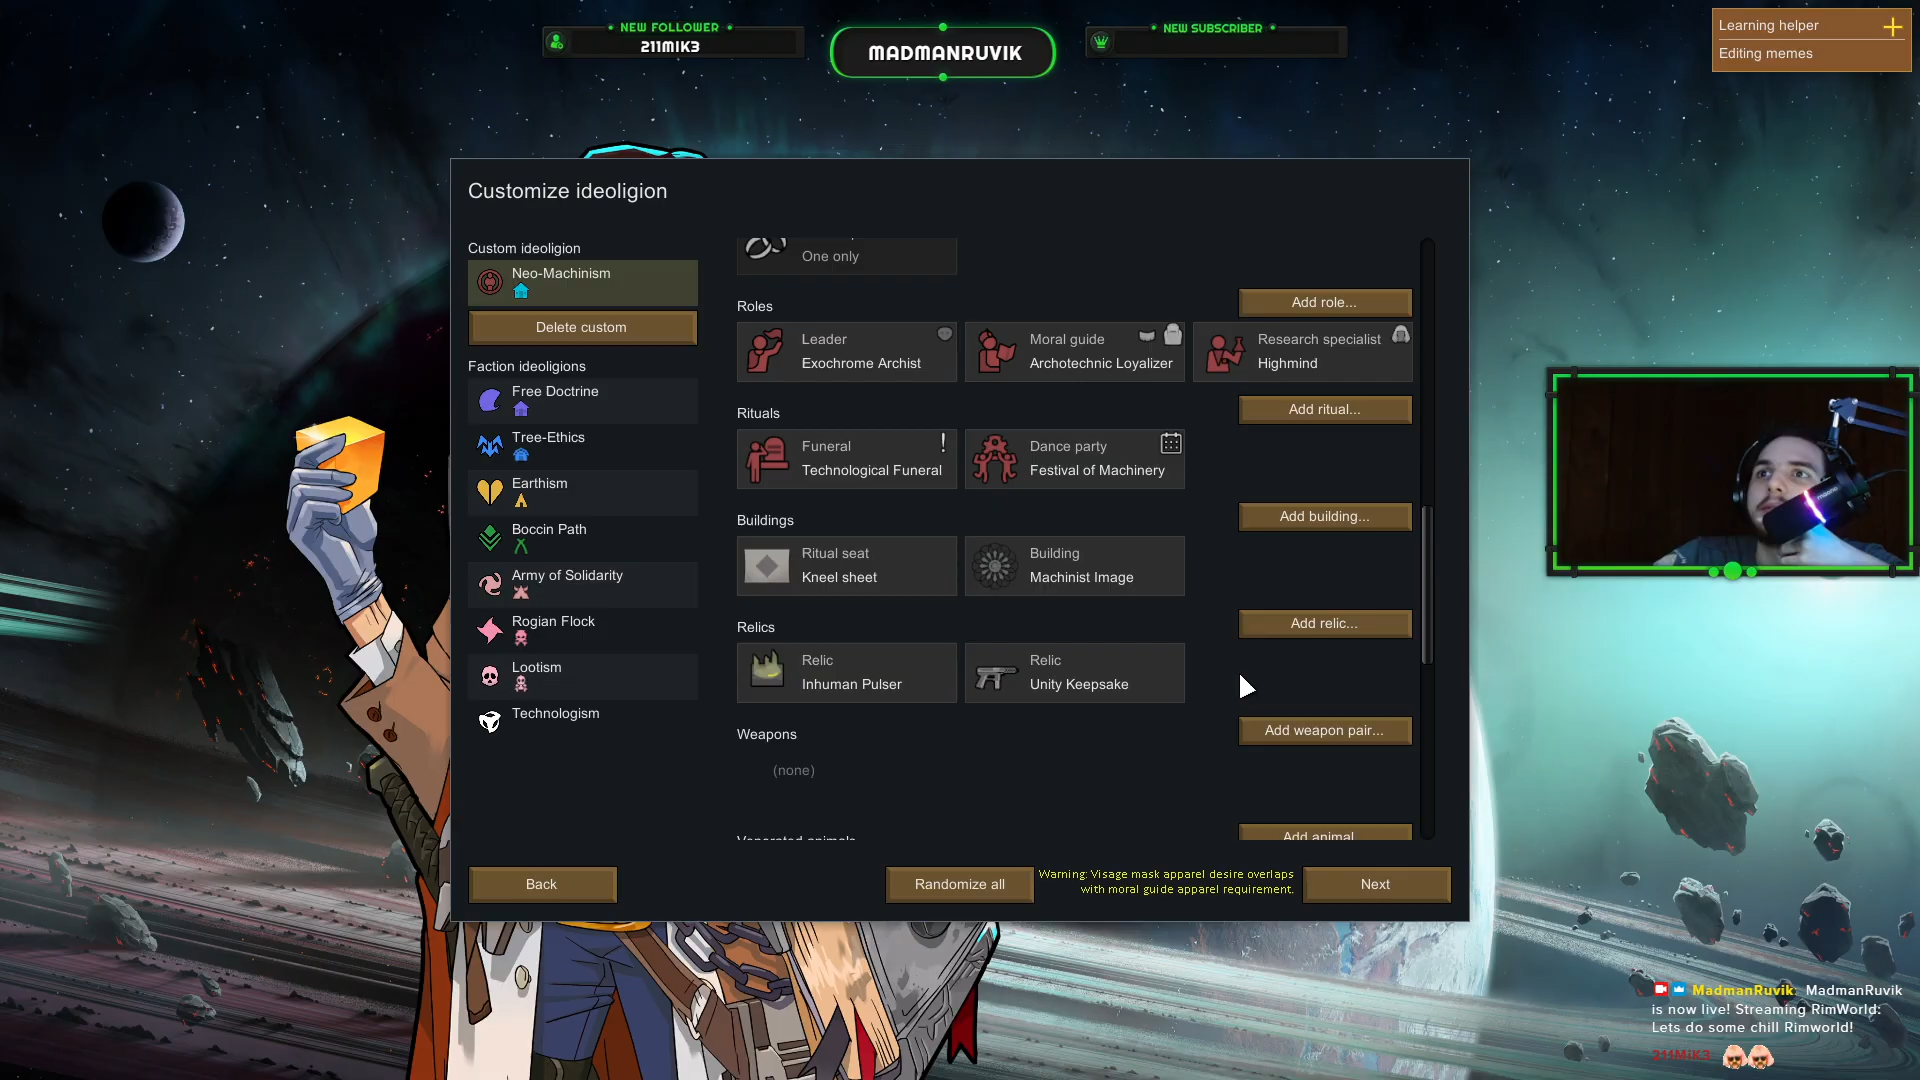 NEW FOLLOWER
211MIK3
MADMANRUVIK
NEW SUBSCRIBER
Learning helper
Editing memes
Customize ideoligion
Custom ideoligion
Neo-Machinism
Delete custom
Faction ideoligions
Free Doctrine
Tree-Ethics
Earthism
Boccin Path
Army of Solidarity
Rogian Flock
Lootism
Technologism
One only
Roles
Add role...
Leader
Exochrome Archist
Moral guide
Archotechnic Loyalizer
Research specialist
Highmind
Rituals
Add ritual...
Funeral
Technological Funeral
Dance party
Festival of Machinery
Buildings
Add building...
Ritual seat
Kneel sheet
Building
Machinist Image
Relics
Add relic...
Relic
Inhuman Pulser
Relic
Unity Keepsake
Weapons
Add weapon pair...
(none)
Venerated animals
Add animal
Back
Randomize all
Warning: Visage mask apparel desire overlaps
with moral guide apparel requirement.
Next
MadmanRuvik: MadmanRuvik
is now live! Streaming RimWorld:
Lets do some chill Rimworld!
211MIK3